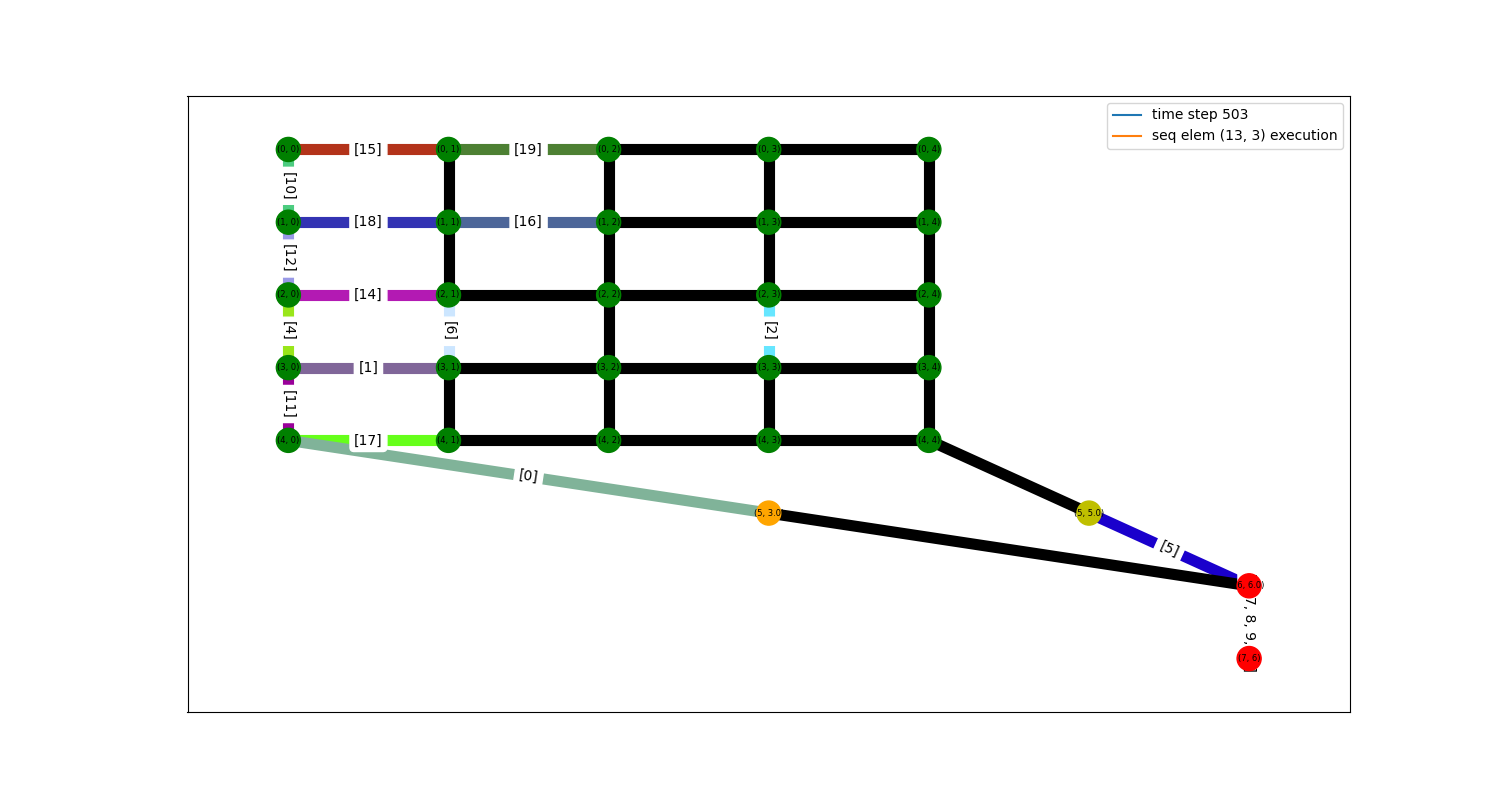 time step 503
seq elem (13, 3) execution
(0, 0) [15] (0, 1) [19] (0, 2) (0, 3) (0, 4)
[10]
(1, 0) [18] (1, 1) [16] (1, 2) (1, 3) (1, 4)
[12]
(2, 0) [14] (2, 1) (2, 2) (2, 3) (2, 4)
[4] [6] [2]
(3, 0) [1] (3, 1) (3, 2) (3, 3) (3, 4)
[11]
(4, 0) [17] (4, 1) (4, 2) (4, 3) (4, 4)
[0]
(5, 3.0) (5, 5.0)
[5]
(6, 6.0)
7, 8, 9,
(7, 6)